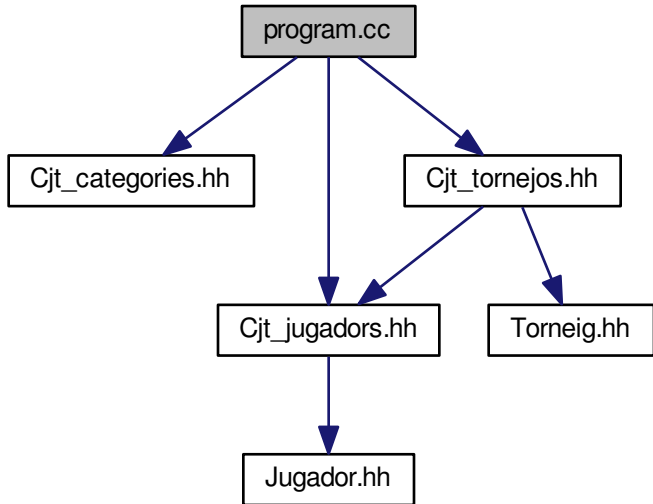 program.cc
Cjt_categories.hh
Cjt_tornejos.hh
Cjt_jugadors.hh
Torneig.hh
Jugador.hh